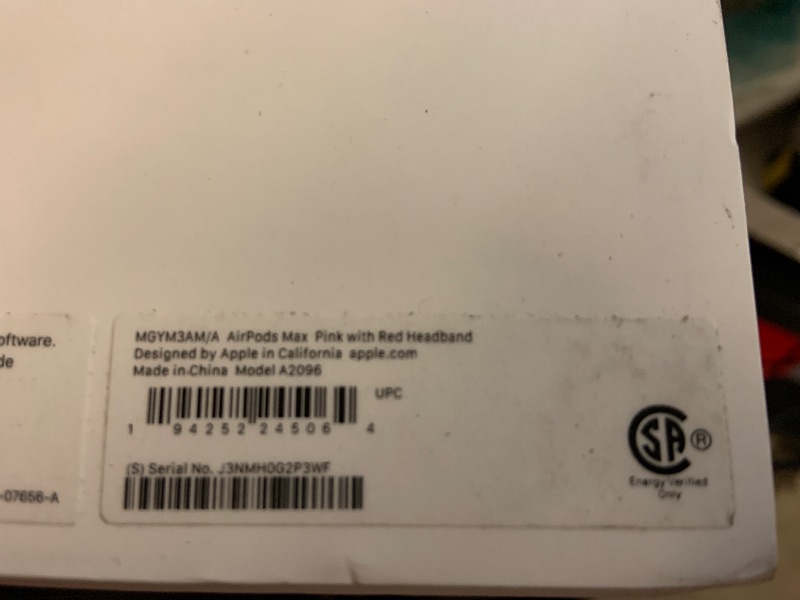 oftware.
de
-07656-A
MGYM3AM/A AirPods Max Pink with Red Headband
Designed by Apple in California apple.com
Made in China Model A2096
UPC
1 94252 24506 4
(S) Serial No. J3NMH0G2P3WF
SA ®
Energy Verified
Only